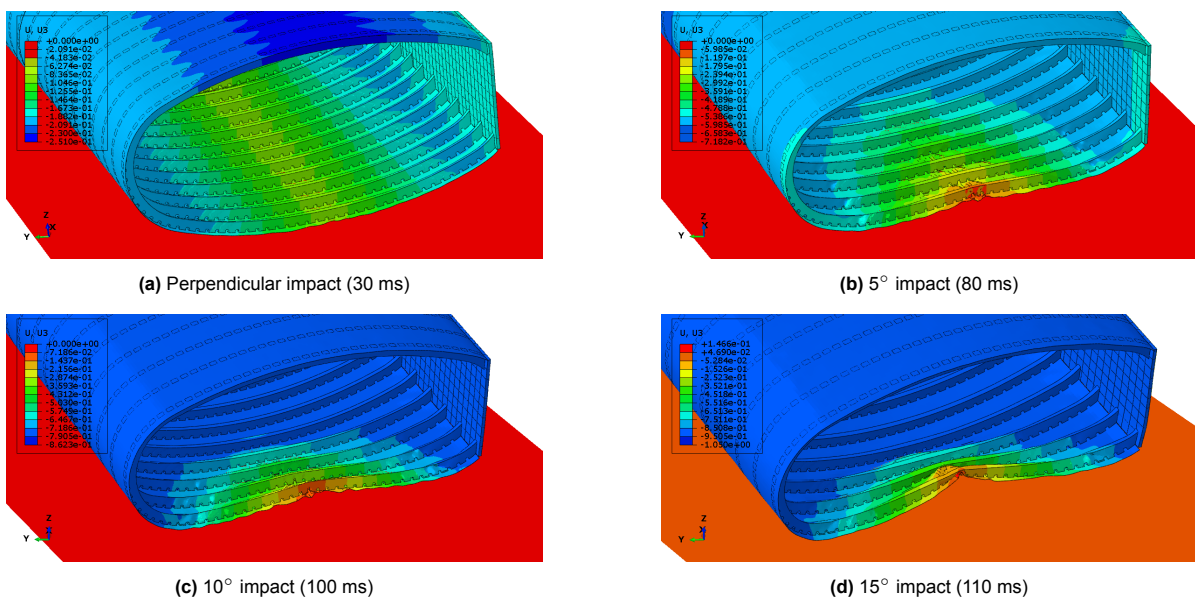 U, U3
+0.000e+00
-2.091e-02
-4.183e-02
-6.274e-02
-8.365e-02
-1.046e-01
-1.255e-01
-1.464e-01
-1.673e-01
-1.882e-01
-2.091e-01
-2.300e-01
-2.510e-01
Z
X
Y
(a) Perpendicular impact (30 ms)
U, U3
+0.000e+00
-5.985e-02
-1.197e-01
-1.795e-01
-2.394e-01
-2.992e-01
-3.591e-01
-4.189e-01
-4.788e-01
-5.386e-01
-5.985e-01
-6.583e-01
-7.182e-01
Z
X
Y
(b) 5° impact (80 ms)
U, U3
+0.000e+00
-7.186e-02
-1.437e-01
-2.156e-01
-2.874e-01
-3.593e-01
-4.312e-01
-5.030e-01
-5.749e-01
-6.467e-01
-7.186e-01
-7.905e-01
-8.623e-01
Z
X
Y
(c) 10° impact (100 ms)
U, U3
+1.466e-01
+4.690e-02
-5.284e-02
-1.526e-01
-2.523e-01
-3.521e-01
-4.518e-01
-5.516e-01
-6.513e-01
-7.511e-01
-8.508e-01
-9.505e-01
-1.050e+00
Z
X
Y
(d) 15° impact (110 ms)